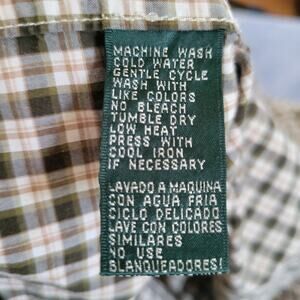 MACHINE WASH
COLD WATER
GENTLE CYCLE
WASH WITH
LIKE COLORS
NO BLEACH
TUMBLE DRY
LOW HEAT
PRESS WITH
COOL IRON
IF NECESSARY
LAVADO A MAQUINA
CON AGUA FRIA
CICLO DELICADO
LAVE CON COLORES
SIMILARES
NO USE
BLANQUEADORES!